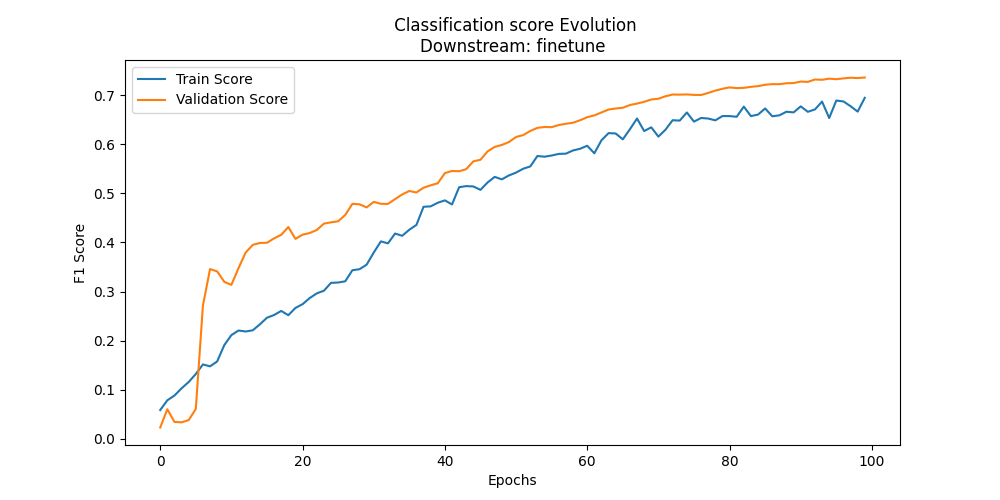 Classification score Evolution
Downstream: finetune
Train Score
Validation Score
F1 Score
0.7
0.6
0.5
0.4
0.3
0.2
0.1
0.0
0 20 40 60 80 100
Epochs